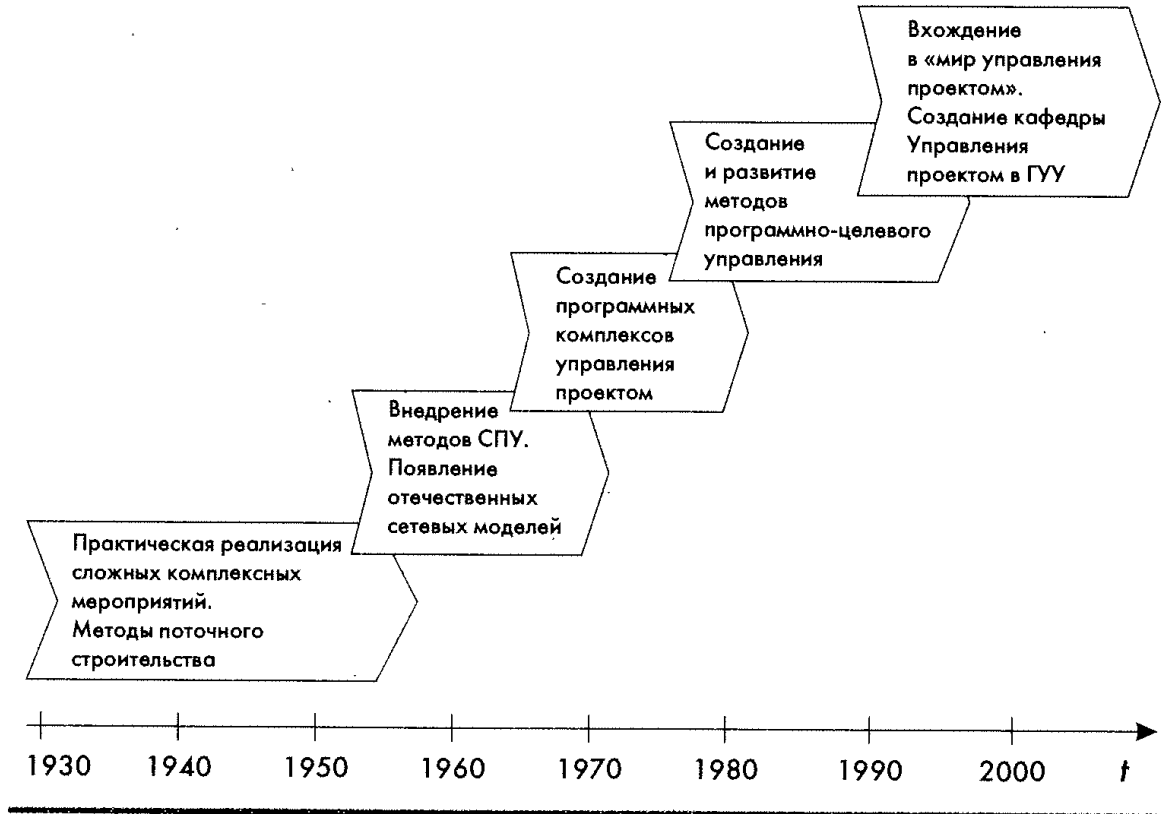 Вхождение
в «мир управления
проектом».
Создание кафедры
Управления
проектом в ГУУ
Создание
и развитие
методов
программно-целевого
управления
Создание
программных
комплексов
управления
проектом
Внедрение
методов СПУ.
Появление
отечественных
сетевых моделей
Практическая реализация
сложных комплексных
мероприятий.
Методы поточного
строительства
1930 1940 1950 1960 1970 1980 1990 2000 t